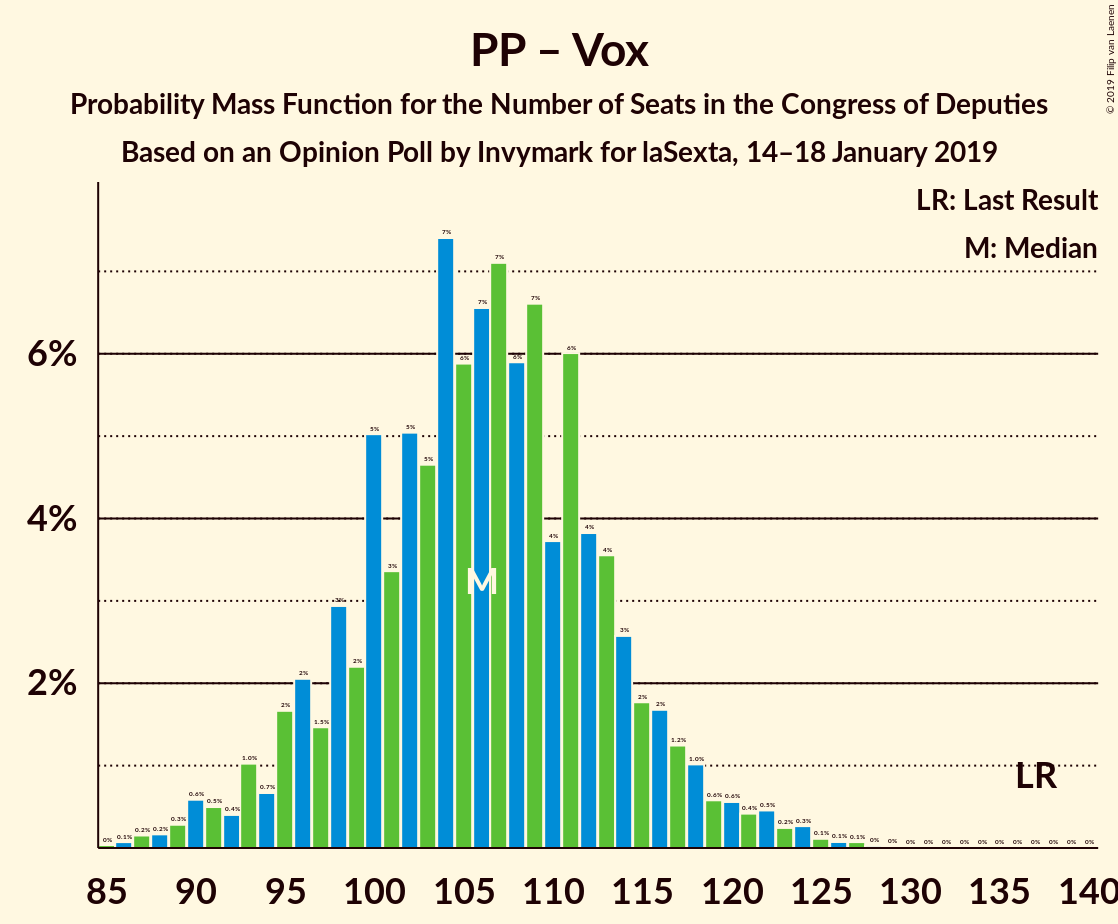 PP – Vox
Probability Mass Function for the Number of Seats in the Congress of Deputies
Based on an Opinion Poll by Invymark for laSexta, 14–18 January 2019
© 2019 Filip van Laenen
LR: Last Result
M: Median
6%
4%
2%
0% 0.1% 0.2% 0.2% 0.3% 0.6% 0.5% 0.4% 1.0% 0.7% 2% 2% 1.5% 3% 2% 5% 3% 5% 5% 7% 6% 7% 7% 6% 7% 4% 6% 4% 4% 3% 2% 2% 1.2% 1.0% 0.6% 0.6% 0.4% 0.5% 0.2% 0.3% 0.1% 0.1% 0.1% 0% 0% 0% 0% 0% 0% 0% 0% 0% 0% 0% 0% 0%
M
LR
85 90 95 100 105 110 115 120 125 130 135 140